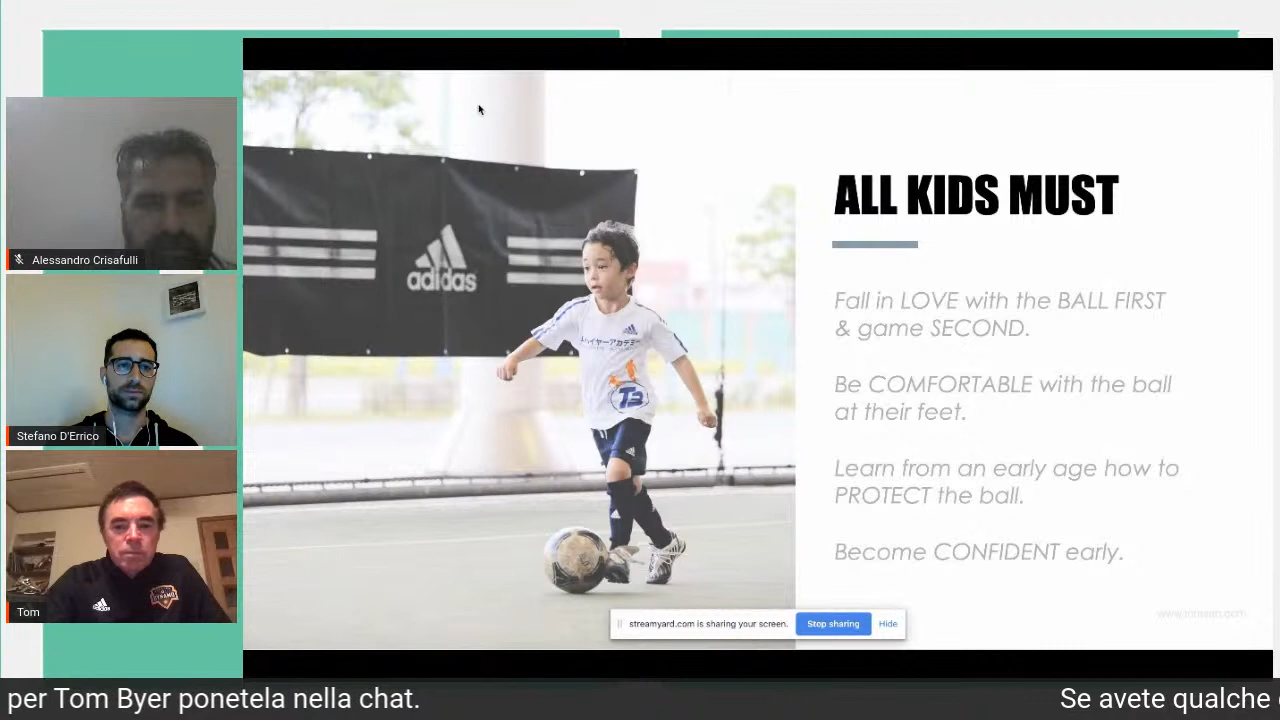 Alessandro Crisafulli
Stefano D'Errico
Tom
adidas
ALL KIDS MUST
Fall in LOVE with the BALL FIRST
& game SECOND.
Be COMFORTABLE with the ball
at their feet.
Learn from an early age how to
PROTECT the ball.
Become CONFIDENT early.
streamyard.com is sharing your screen. Stop sharing Hide
per Tom Byer ponetela nella chat. Se avete qualche